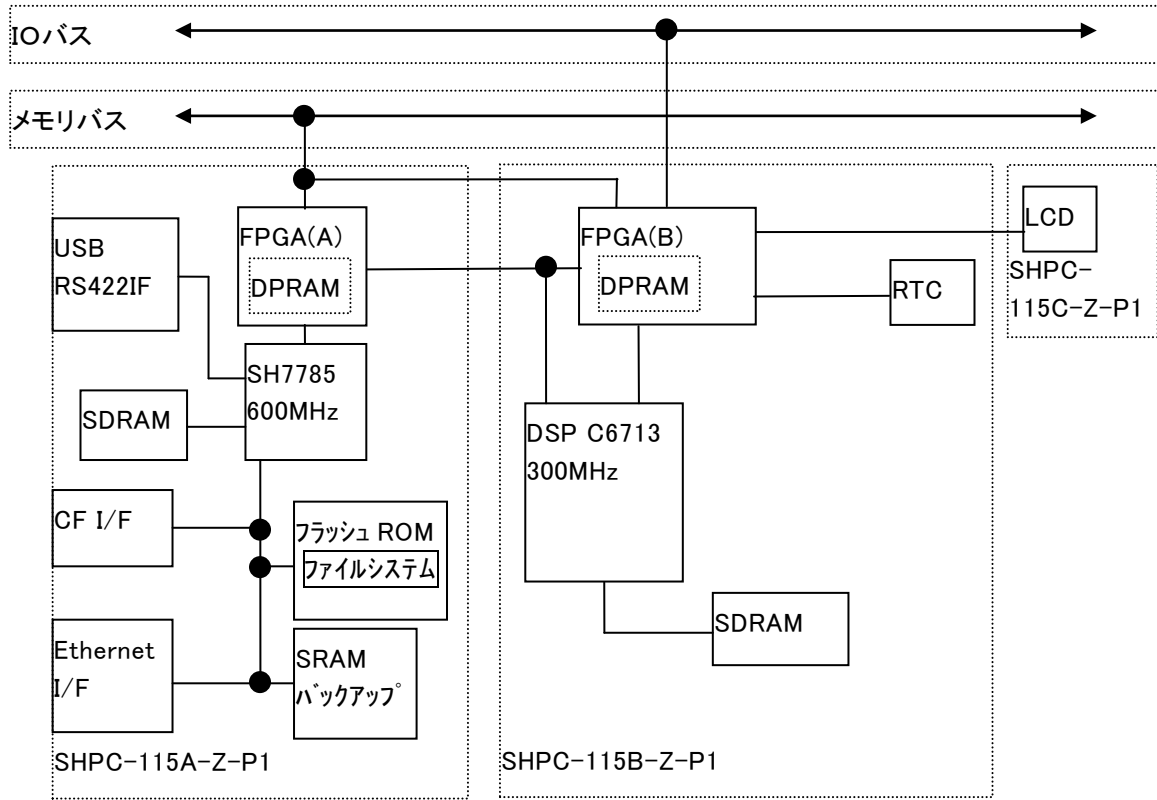 IOバス
メモリバス
USB
RS422IF
FPGA(A)
DPRAM
SH7785
600MHz
SDRAM
CF I/F
フラッシュ ROM
ファイルシステム
Ethernet
I/F
SRAM
バックアップ
SHPC-115A-Z-P1
FPGA(B)
DPRAM
RTC
DSP C6713
300MHz
SDRAM
SHPC-115B-Z-P1
LCD
SHPC-
115C-Z-P1